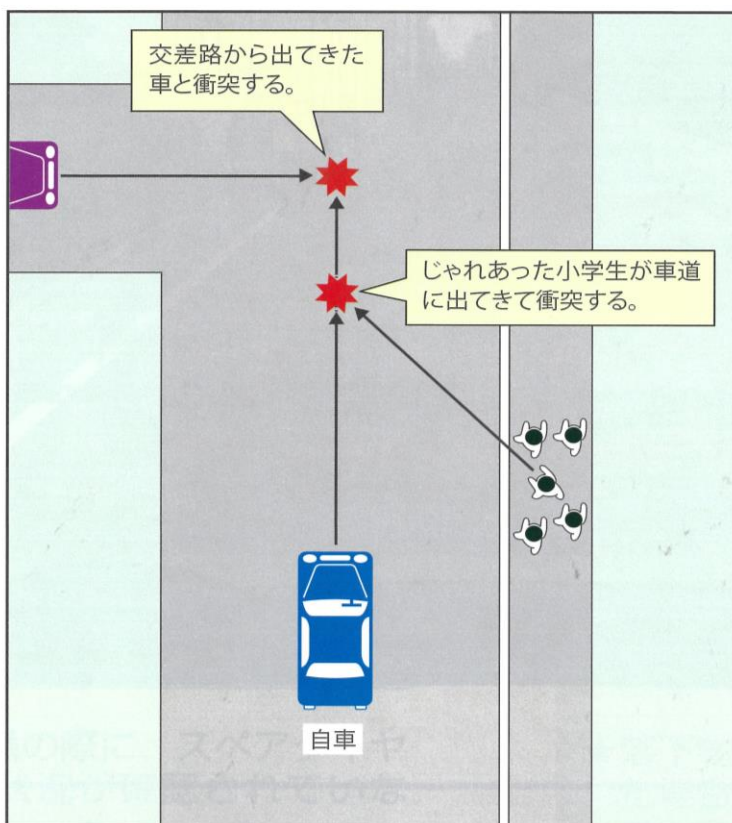 交差路から出てきた
車と衝突する。
じゃれあった小学生が車道
に出てきて衝突する。
自車